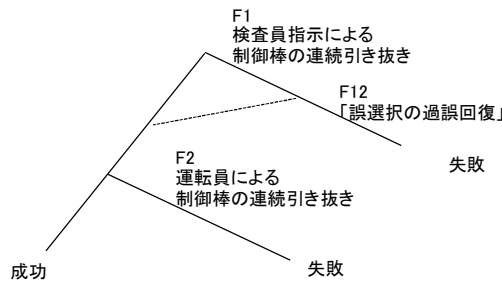 F1
検査員指示による
制御棒の連続引き抜き
F12
「誤選択の過誤回復」
失敗
F2
運転員による
制御棒の連続引き抜き
失敗
成功